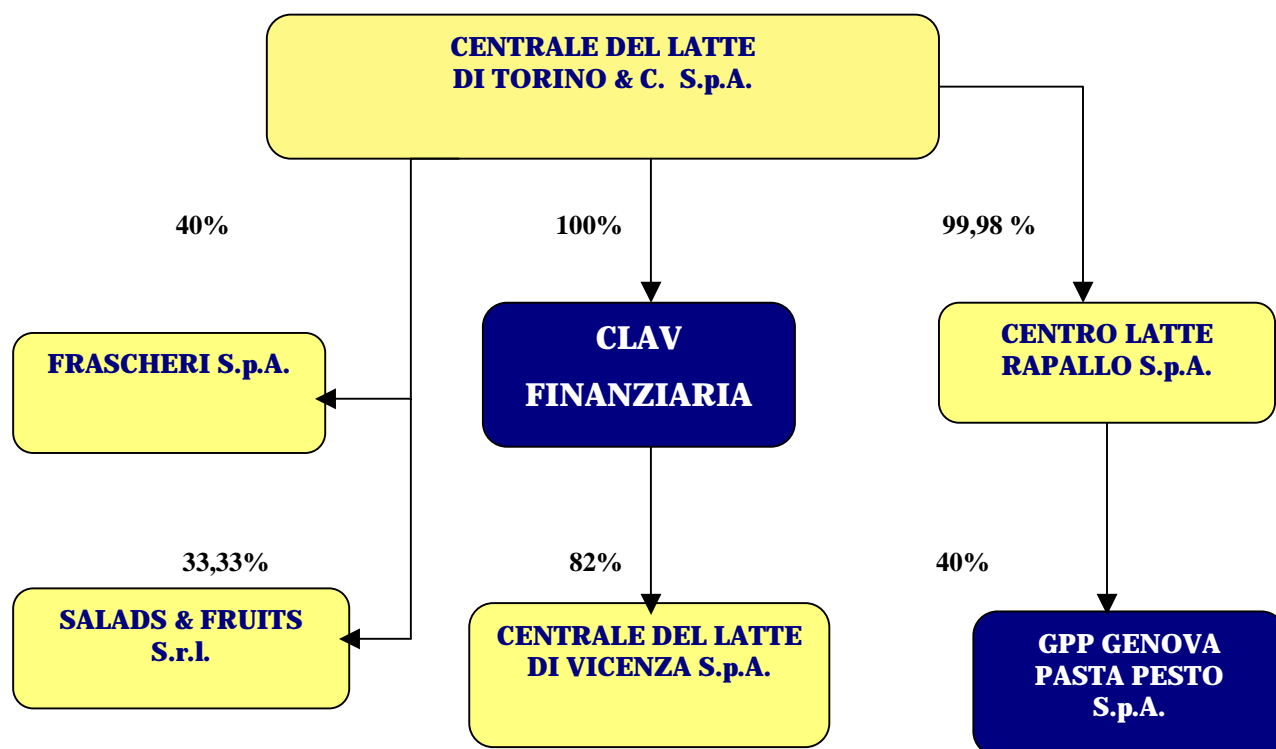 CENTRALE DEL LATTE
DI TORINO & C. S.p.A.
40%
100%
99,98 %
FRASCHERI S.p.A.
CLAV
FINANZIARIA
CENTRO LATTE
RAPALLO S.p.A.
33,33%
82%
40%
SALADS & FRUITS
S.r.l.
CENTRALE DEL LATTE
DI VICENZA S.p.A.
GPP GENOVA
PASTA PESTO
S.p.A.